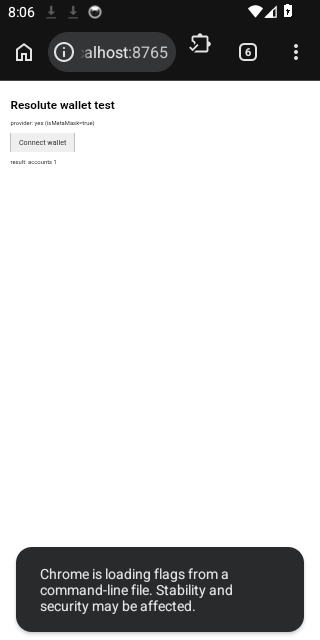 8:06
alhost:8765
6
Resolute wallet test
provider: yes (isMetaMask=true)
Connect wallet
result: accounts 1
Chrome is loading flags from a
command-line file. Stability and
security may be affected.